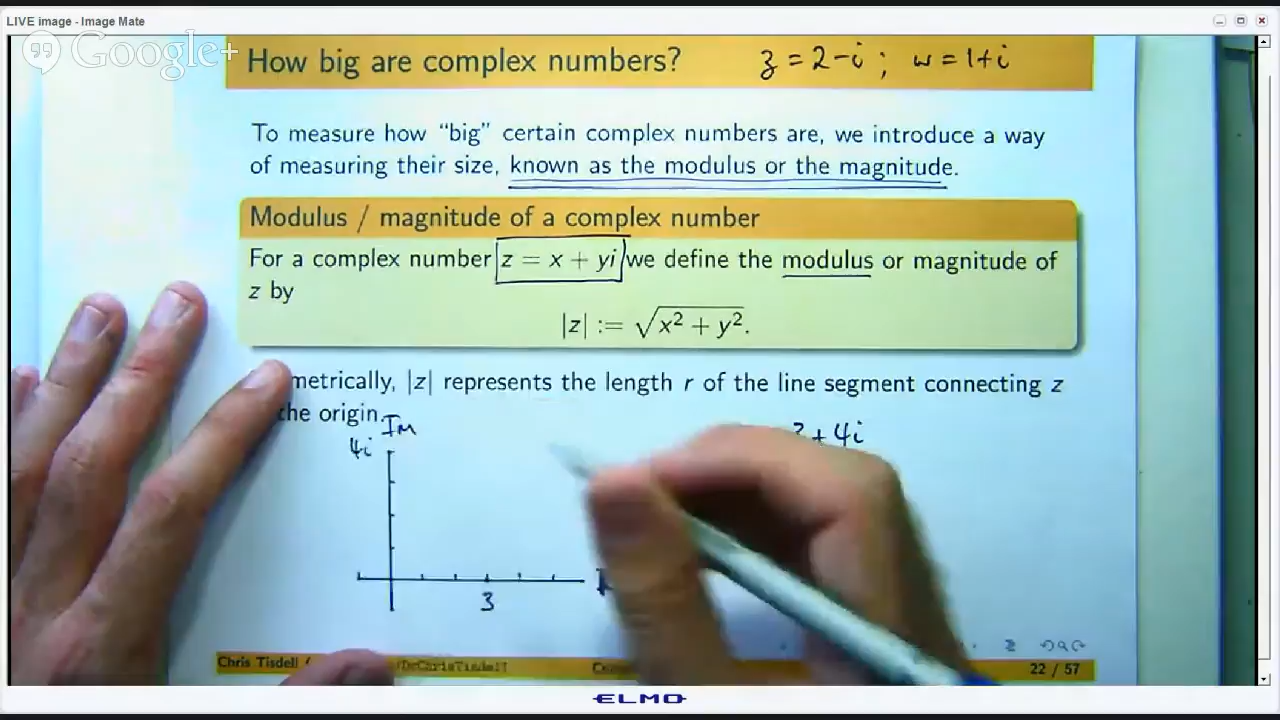 LIVE image - Image Mate
Google+
How big are complex numbers? z = 2 - i ; w = 1 + i
To measure how “big” certain complex numbers are, we introduce a way
of measuring their size, known as the modulus or the magnitude.
Modulus / magnitude of a complex number
For a complex number z = x + yi we define the modulus or magnitude of
z by
|z| := √x² + y².
metrically, |z| represents the length r of the line segment connecting z
the origin.
Im
4i
+ 4i
3
Chris Tisdell
/DrChrisTisdell
22 / 57
ELMO